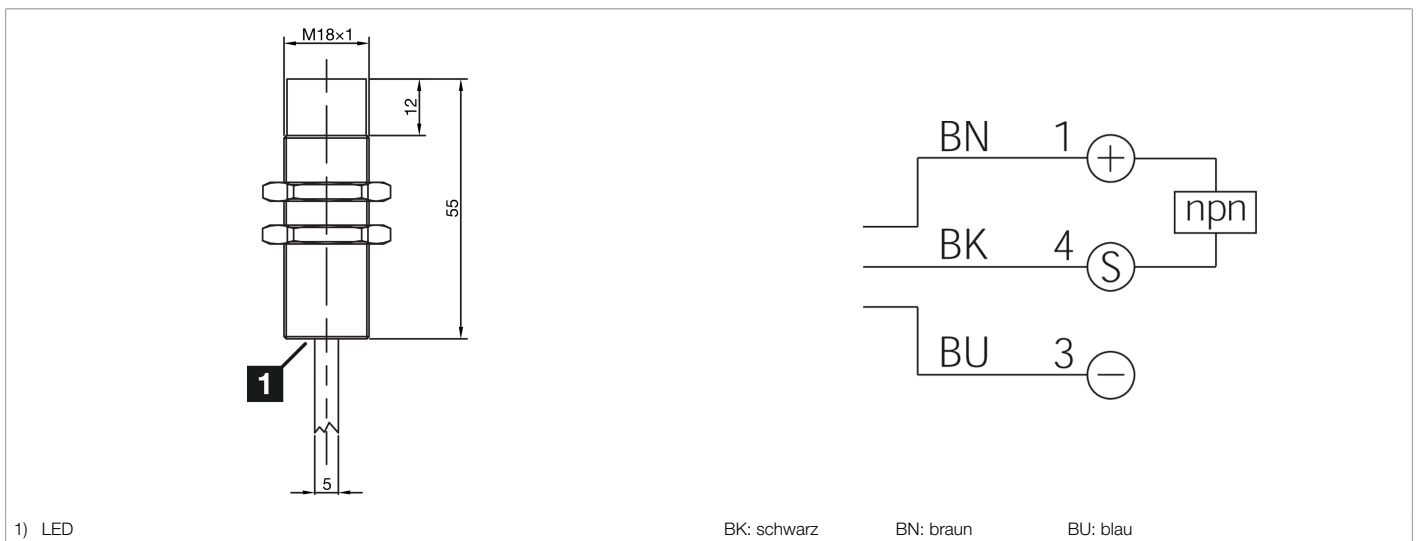 M18×1
12
55
1
5
BN 1 +
npn
BK 4 S
BU 3 −
1) LED
BK: schwarz BN: braun BU: blau